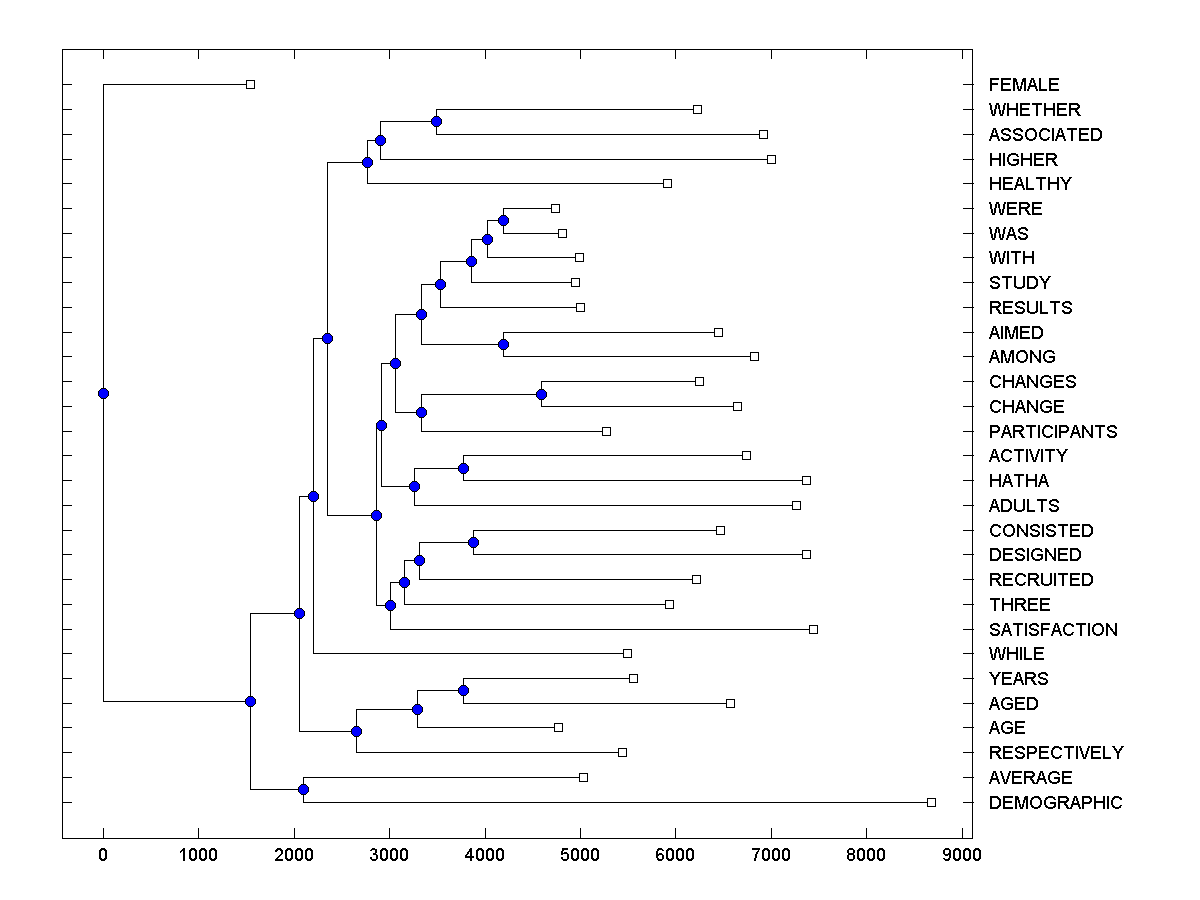 FEMALE
WHETHER
ASSOCIATED
HIGHER
HEALTHY
WERE
WAS
WITH
STUDY
RESULTS
AIMED
AMONG
CHANGES
CHANGE
PARTICIPANTS
ACTIVITY
HATHA
ADULTS
CONSISTED
DESIGNED
RECRUITED
THREE
SATISFACTION
WHILE
YEARS
AGED
AGE
RESPECTIVELY
AVERAGE
DEMOGRAPHIC
0 1000 2000 3000 4000 5000 6000 7000 8000 9000